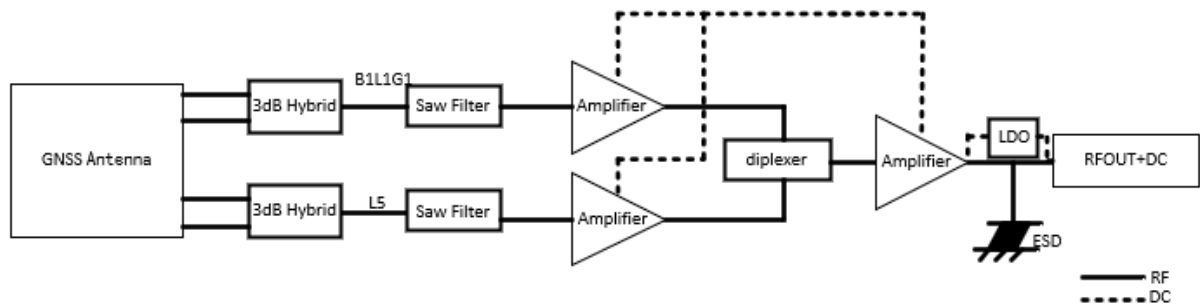 GNSS Antenna
3dB Hybrid
B1L1G1
Saw Filter
Amplifier
3dB Hybrid
L5
Saw Filter
Amplifier
diplexer
Amplifier
LDO
RFOUT+DC
ESD
RF
DC